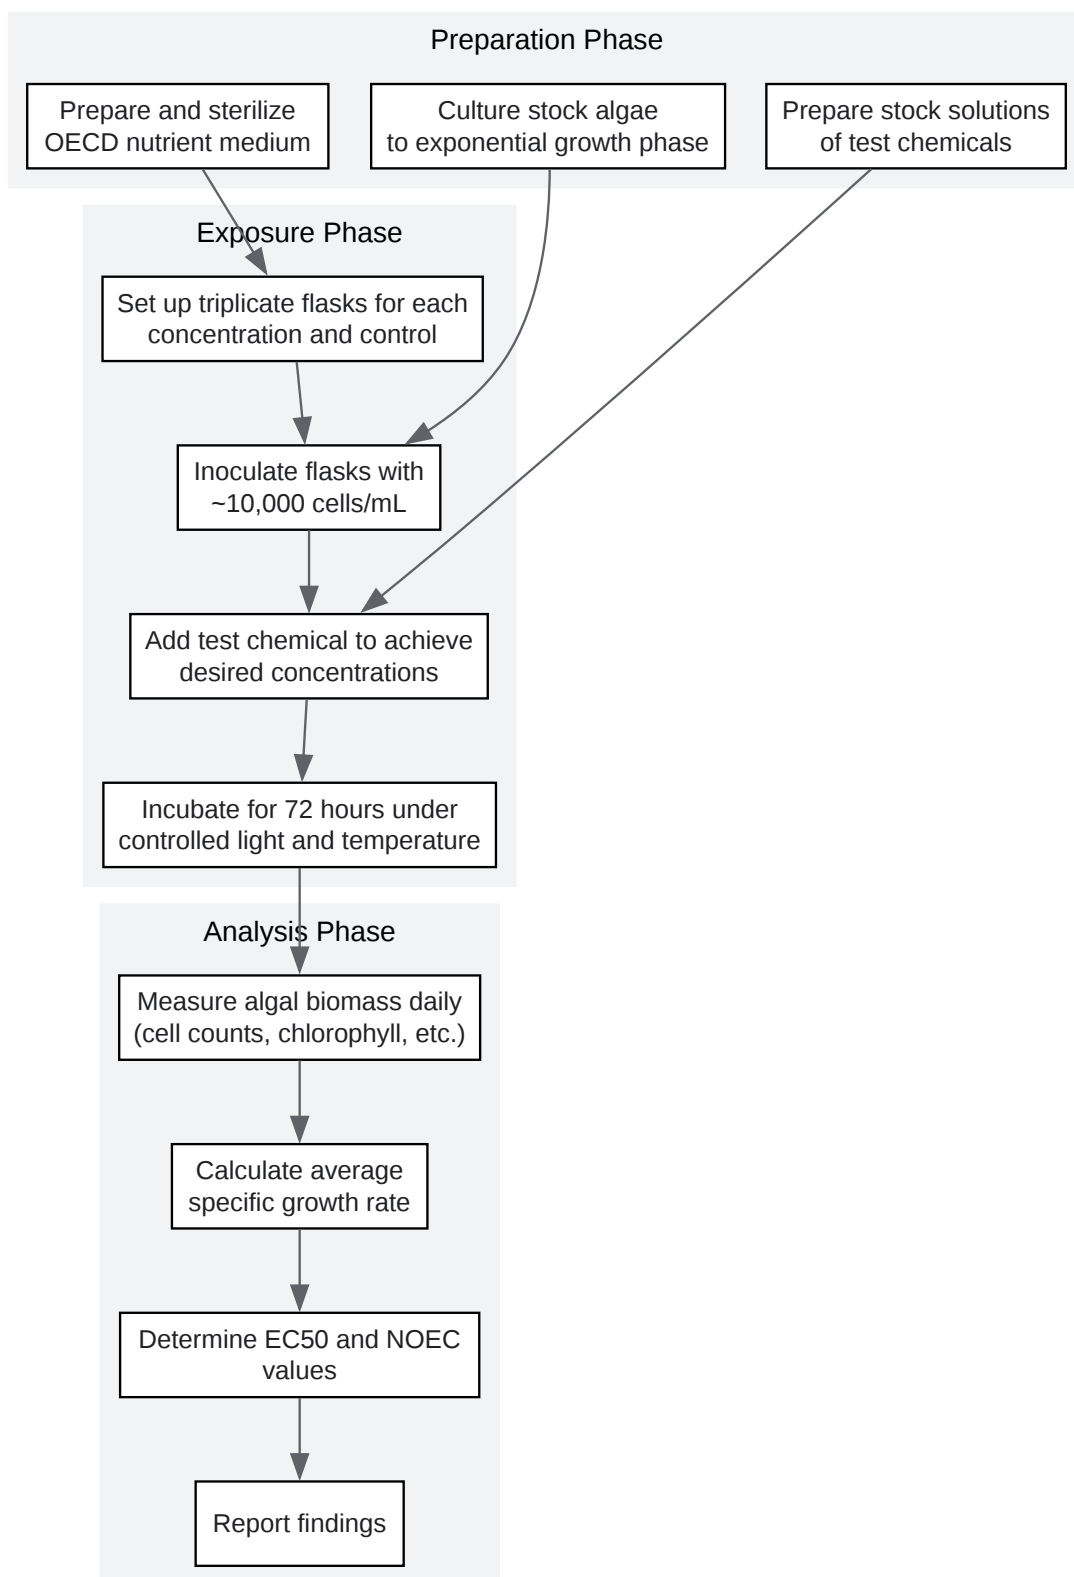 Preparation Phase
Prepare and sterilize
OECD nutrient medium
Culture stock algae
to exponential growth phase
Prepare stock solutions
of test chemicals
Exposure Phase
Set up triplicate flasks for each
concentration and control
Inoculate flasks with
~10,000 cells/mL
Add test chemical to achieve
desired concentrations
Incubate for 72 hours under
controlled light and temperature
Analysis Phase
Measure algal biomass daily
(cell counts, chlorophyll, etc.)
Calculate average
specific growth rate
Determine EC50 and NOEC
values
Report findings